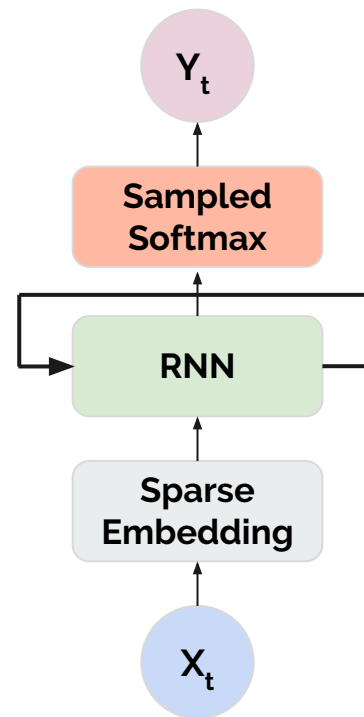 Yₜ
Sampled
Softmax
RNN
Sparse
Embedding
Xₜ